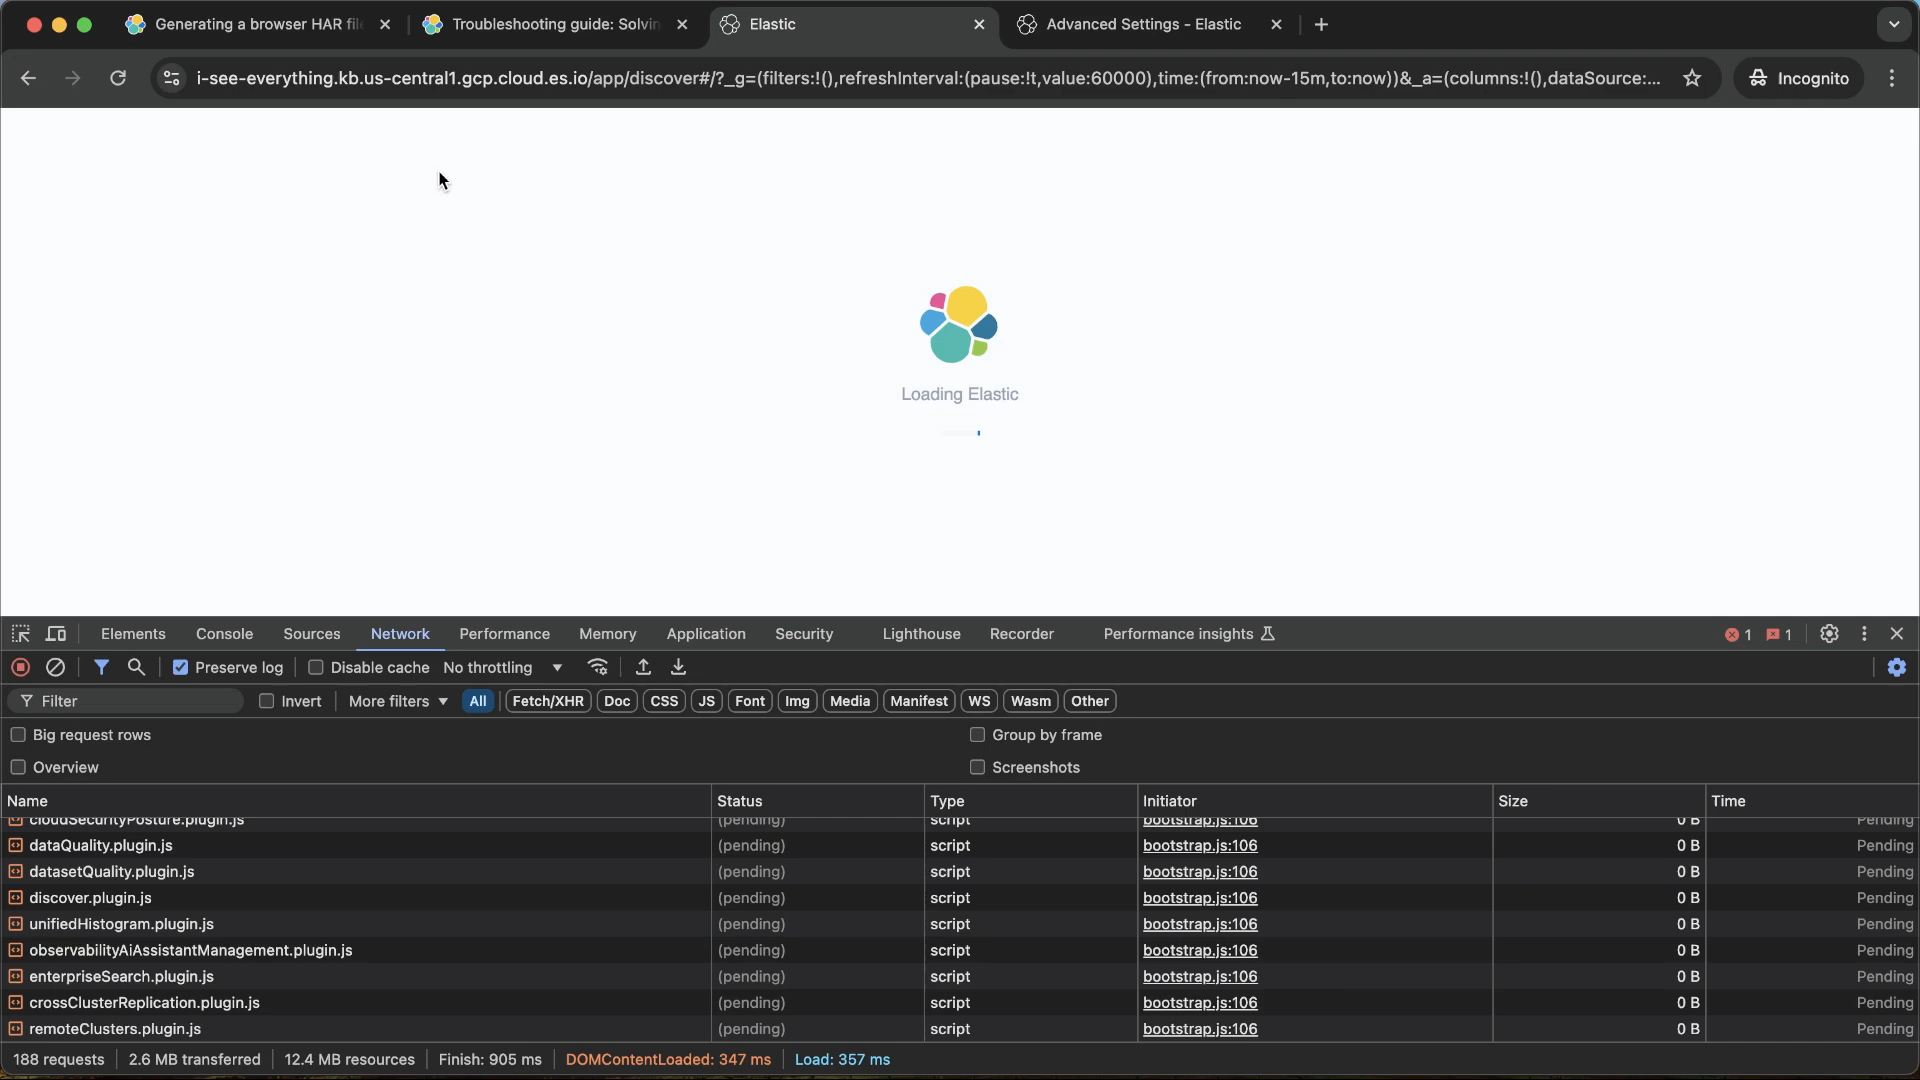 Generating a browser HAR fil
Troubleshooting guide: Solvin
Elastic
Advanced Settings - Elastic
i-see-everything.kb.us-central1.gcp.cloud.es.io/app/discover#/?_g=(filters:!(),refreshInterval:(pause:!t,value:60000),time:(from:now-15m,to:now))&_a=(columns:!(),dataSource:...
Incognito
Loading Elastic
Elements Console Sources Network Performance Memory Application Security Lighthouse Recorder Performance insights 1 1
Preserve log Disable cache No throttling
Filter Invert More filters All Fetch/XHR Doc CSS JS Font Img Media Manifest WS Wasm Other
Big request rows Group by frame
Overview Screenshots
Name Status Type Initiator Size Time
cloudSecurityPosture.plugin.js (pending) script bootstrap.js:106 0 B Pending
dataQuality.plugin.js (pending) script bootstrap.js:106 0 B Pending
datasetQuality.plugin.js (pending) script bootstrap.js:106 0 B Pending
discover.plugin.js (pending) script bootstrap.js:106 0 B Pending
unifiedHistogram.plugin.js (pending) script bootstrap.js:106 0 B Pending
observabilityAiAssistantManagement.plugin.js (pending) script bootstrap.js:106 0 B Pending
enterpriseSearch.plugin.js (pending) script bootstrap.js:106 0 B Pending
crossClusterReplication.plugin.js (pending) script bootstrap.js:106 0 B Pending
remoteClusters.plugin.js (pending) script bootstrap.js:106 0 B Pending
188 requests 2.6 MB transferred 12.4 MB resources Finish: 905 ms DOMContentLoaded: 347 ms Load: 357 ms